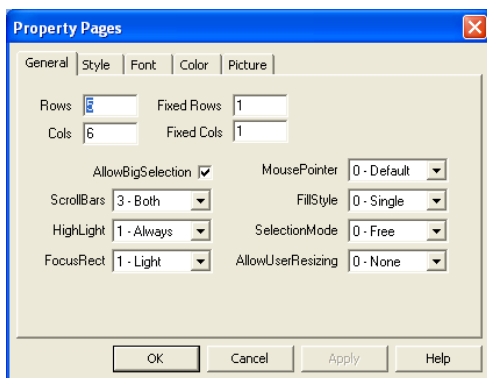 Property Pages
General Style Font Color Picture
Rows 5 Fixed Rows 1
Cols 6 Fixed Cols 1
AllowBigSelection MousePointer 0 - Default
ScrollBars 3 - Both FillStyle 0 - Single
HighLight 1 - Always SelectionMode 0 - Free
FocusRect 1 - Light AllowUserResizing 0 - None
OK Cancel Apply Help